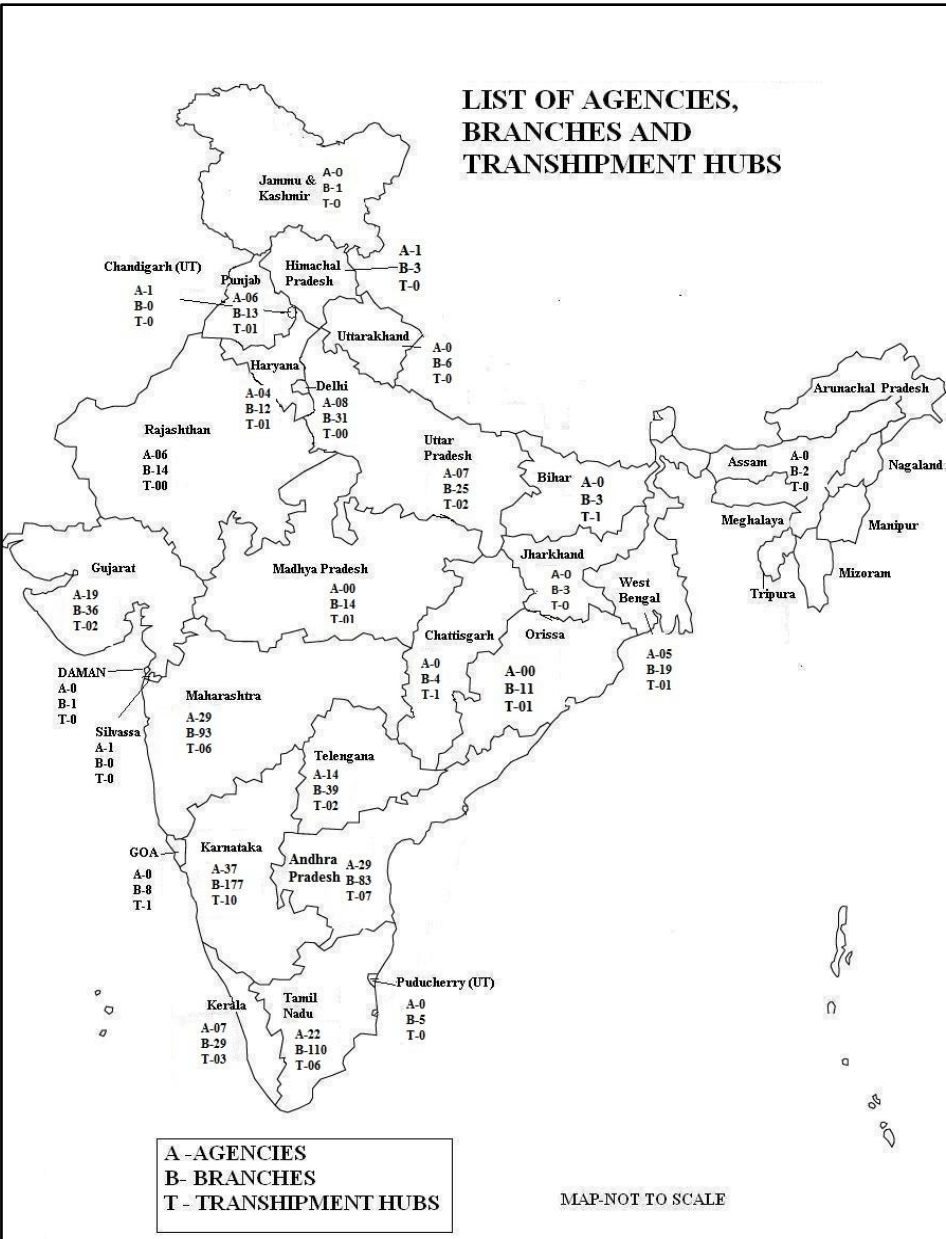 LIST OF AGENCIES,
BRANCHES AND
TRANSHIPMENT HUBS
Jammu &
Kashmir
A-0
B-1
T-0
Chandigarh (UT)
A-1
B-0
T-0
Punjab
A-06
B-13
T-01
Himachal
Pradesh
A-1
B-3
T-0
Uttarakhand
A-0
B-6
T-0
Haryana
A-04
B-12
T-01
Delhi
A-08
B-31
T-00
Rajashthan
A-06
B-14
T-00
Uttar
Pradesh
A-07
B-25
T-02
Bihar
A-0
B-3
T-1
Arunachal Pradesh
Assam
A-0
B-2
T-0
Nagaland
Meghalaya
Manipur
Tripura
Mizoram
Gujarat
A-19
B-36
T-02
Madhya Pradesh
A-00
B-14
T-01
Jharkhand
A-0
B-3
T-0
West
Bengal
A-05
B-19
T-01
Chattisgarh
A-0
B-4
T-1
Orissa
A-00
B-11
T-01
DAMAN
A-0
B-1
T-0
Silvassa
A-1
B-0
T-0
Maharashtra
A-29
B-93
T-06
Telengana
A-14
B-39
T-02
GOA
A-0
B-8
T-1
Karnataka
A-37
B-177
T-10
Andhra
Pradesh
A-29
B-83
T-07
Kerala
A-07
B-29
T-03
Tamil
Nadu
A-22
B-110
T-06
Puducherry (UT)
A-0
B-5
T-0
A -AGENCIES
B- BRANCHES
T - TRANSHIPMENT HUBS
MAP-NOT TO SCALE